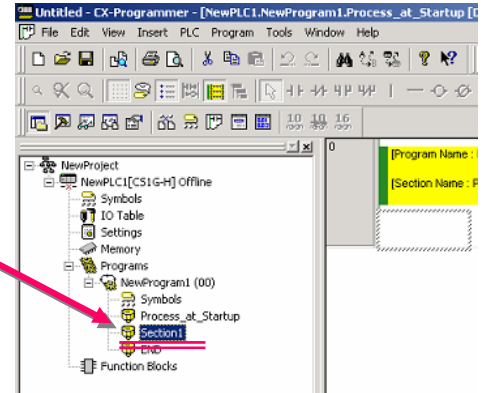 Untitled - CX-Programmer - [NewPLC1.NewProgram1.Process_at_Startup [D
File Edit View Insert PLC Program Tools Window Help
10 10 16
NewProject
NewPLC1[CS1G-H] Offline
Symbols
IO Table
Settings
Memory
Programs
NewProgram1 (00)
Symbols
Process_at_Startup
Section1
END
Function Blocks
0
[Program Name :
[Section Name : P